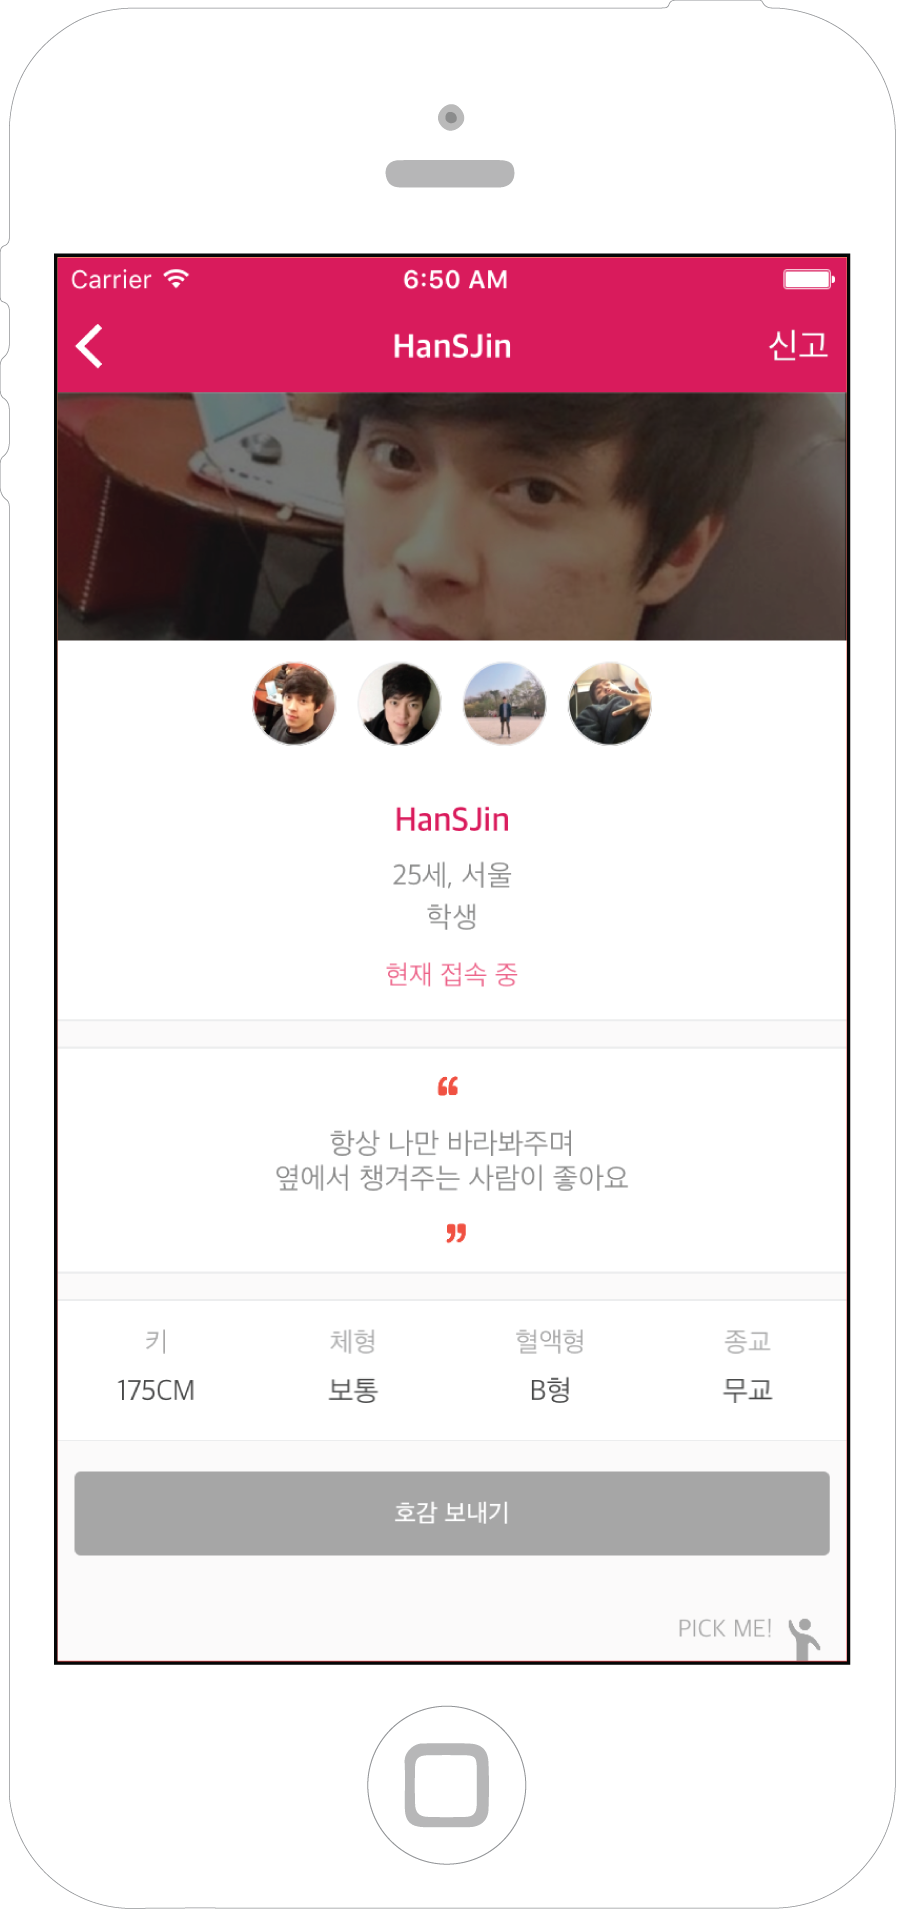 Carrier 6:50 AM
HanSJin 신고
HanSJin
25세, 서울
학생
현재 접속 중
“
항상 나만 바라봐주며
옆에서 챙겨주는 사람이 좋아요
”
키 체형 혈액형 종교
175CM 보통 B형 무교
호감 보내기
PICK ME!